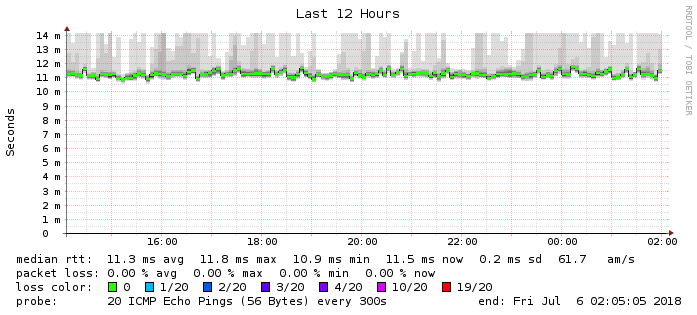 Last 12 Hours
RRDTOOL / TOBI OETIKER
Seconds
14 m
13 m
12 m
11 m
10 m
9 m
8 m
7 m
6 m
5 m
4 m
3 m
2 m
1 m
0
16:00 18:00 20:00 22:00 00:00 02:00
median rtt: 11.3 ms avg 11.8 ms max 10.9 ms min 11.5 ms now 0.2 ms sd 61.7 am/s
packet loss: 0.00 % avg 0.00 % max 0.00 % min 0.00 % now
loss color: 0 1/20 2/20 3/20 4/20 10/20 19/20
probe: 20 ICMP Echo Pings (56 Bytes) every 300s end: Fri Jul 6 02:05:05 2018